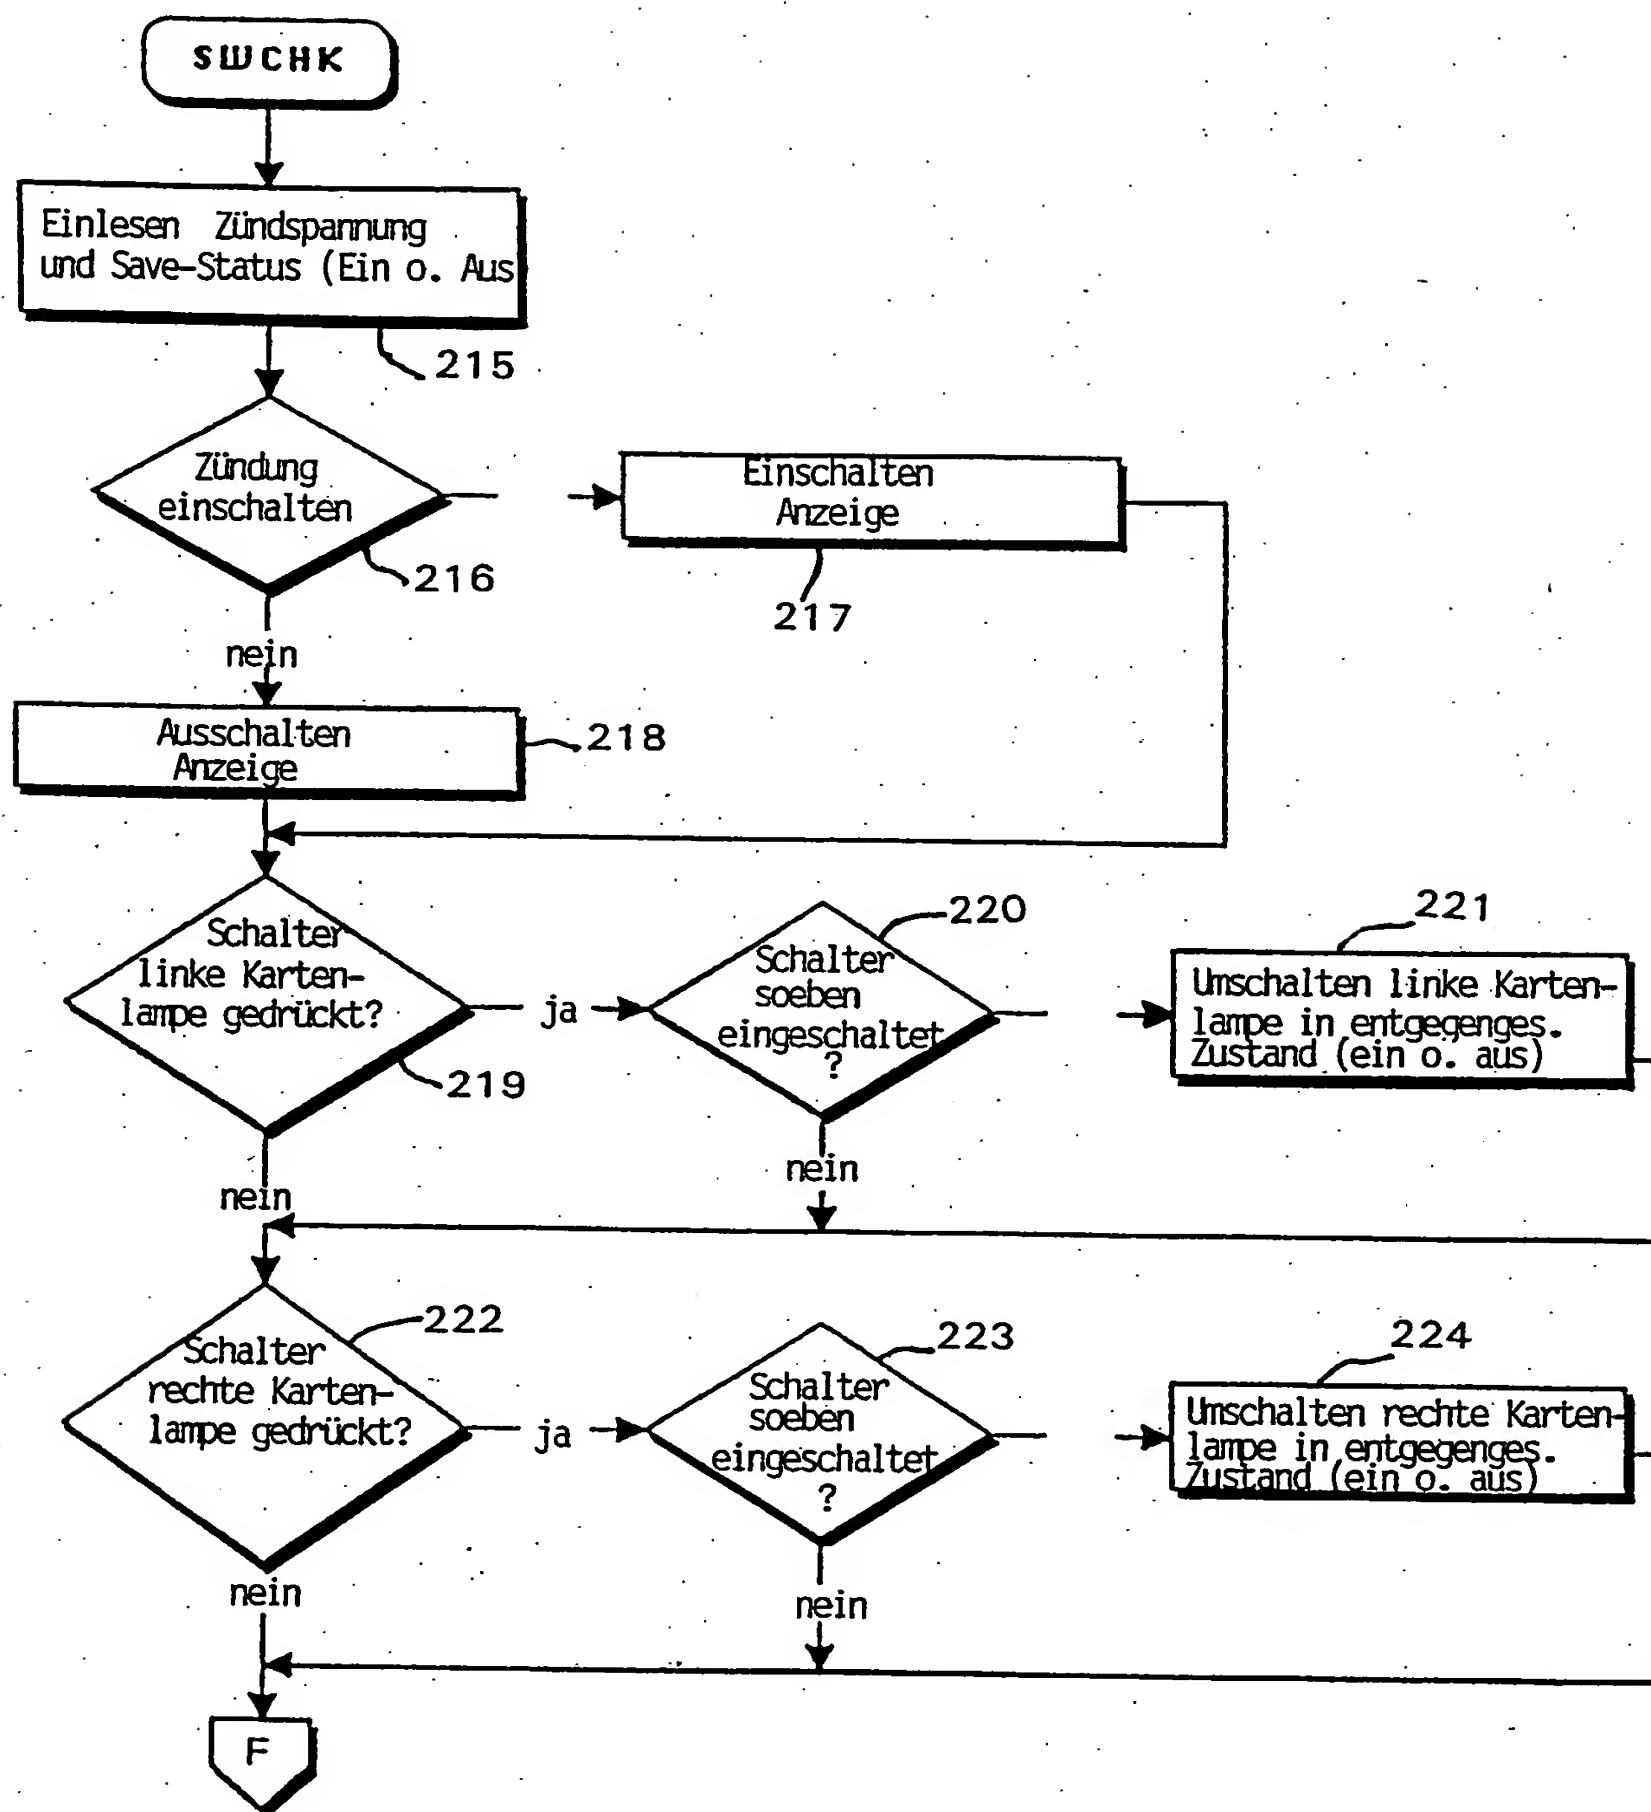 SWCHK
Einlesen Zündspannung
und Save-Status (Ein o. Aus
215
Zündung
einschalten
216
Einschalten
Anzeige
217
nein
Ausschalten
Anzeige
218
Schalter
linke Karten-
lampe gedrückt?
219
ja
Schalter
soeben
eingeschaltet
?
220
Umschalten linke Karten-
lampe in entgegenges.
Zustand (ein o. aus)
221
nein
nein
Schalter
rechte Karten-
lampe gedrückt?
222
ja
Schalter
soeben
eingeschaltet
?
223
Umschalten rechte Karten-
lampe in entgegenges.
Zustand (ein o. aus)
224
nein
nein
F